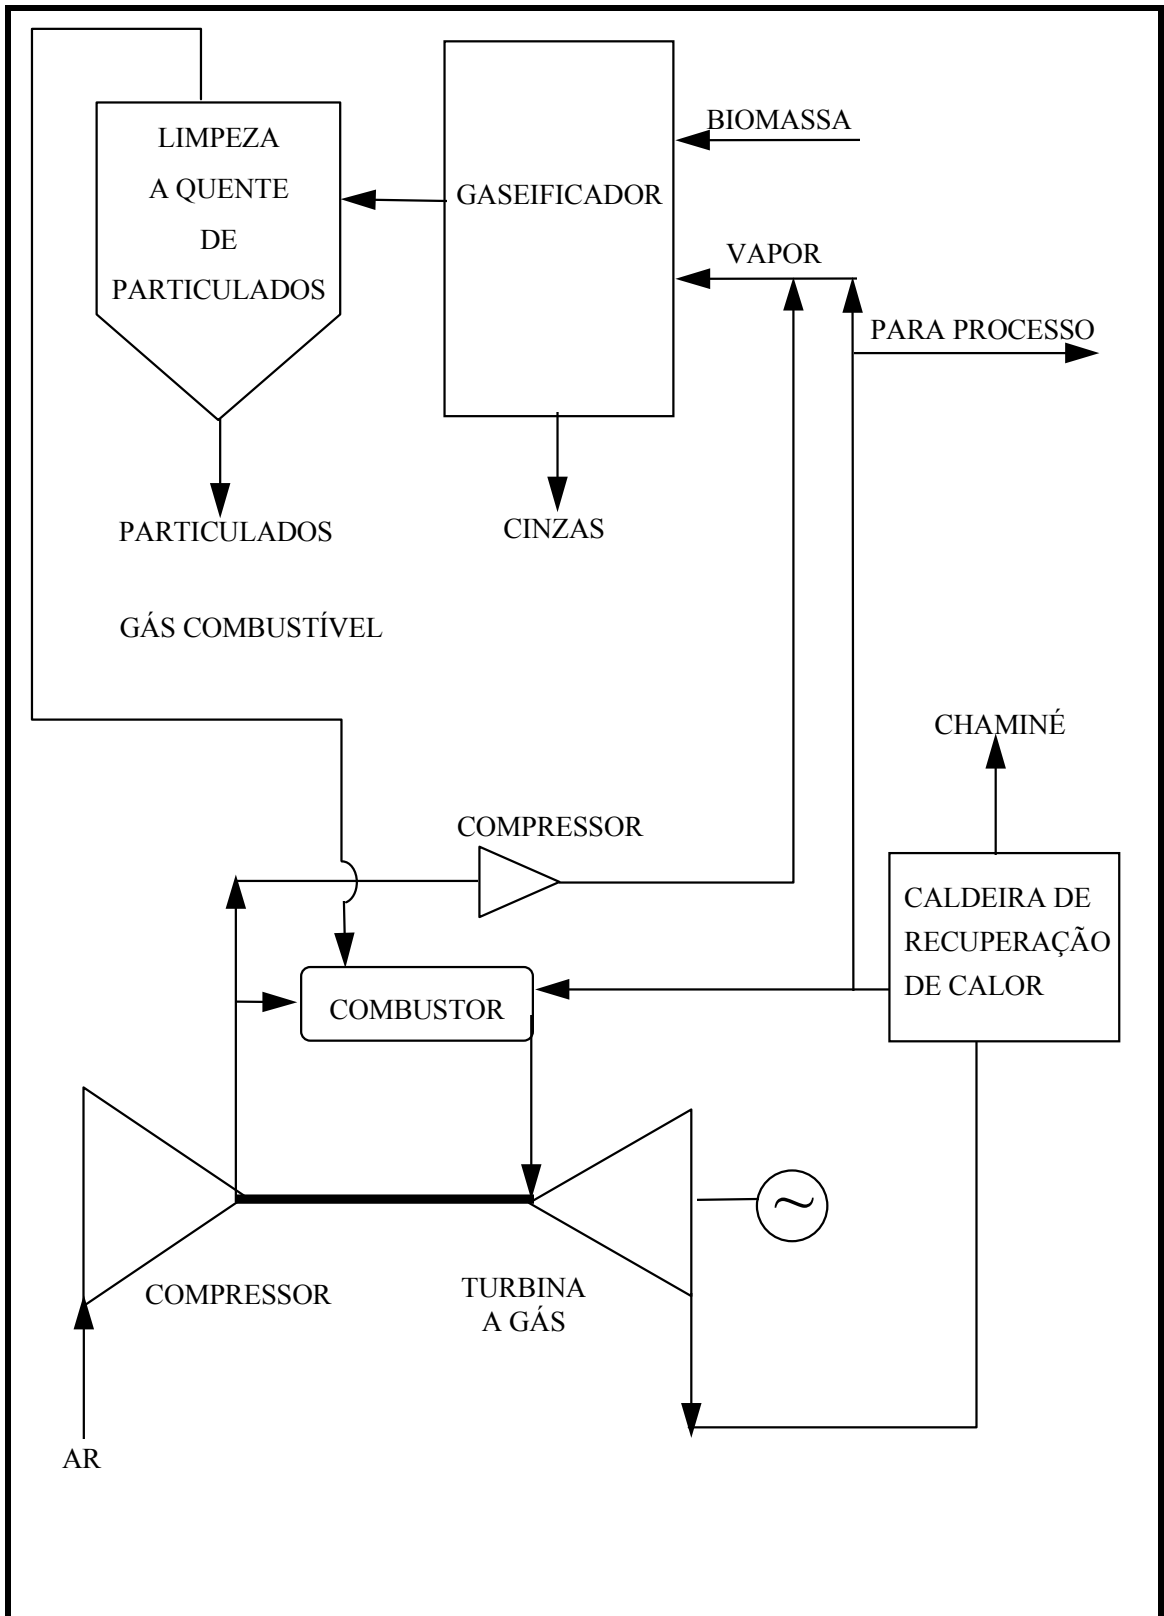 BIOMASSA
LIMPEZA
A QUENTE
DE
PARTICULADOS
GASEIFICADOR
VAPOR
PARA PROCESSO
PARTICULADOS
CINZAS
GÁS COMBUSTÍVEL
CHAMINÉ
COMPRESSOR
CALDEIRA DE
RECUPERAÇÃO
DE CALOR
COMBUSTOR
~
COMPRESSOR
TURBINA
A GÁS
AR